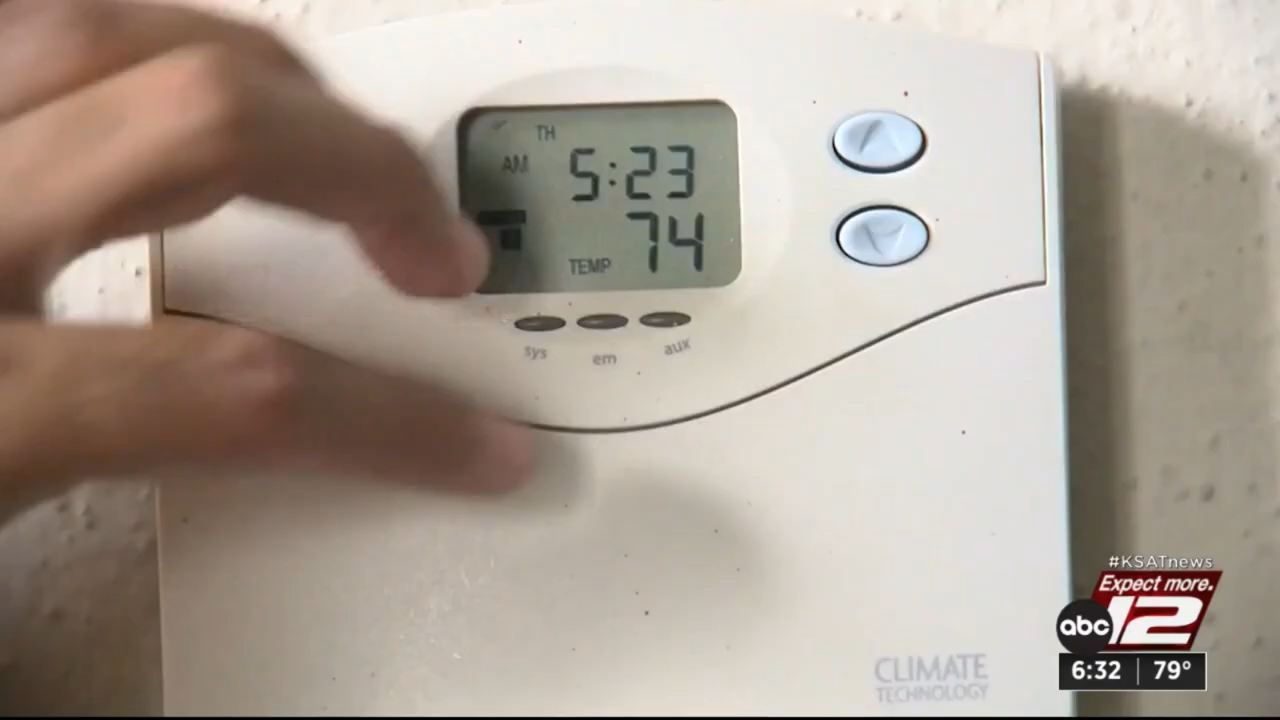 TH
AM 5:23
74
TEMP
sys em aux
CLIMATE
TECHNOLOGY
#KSATnews
Expect more.
abc 12
6:32 | 79°